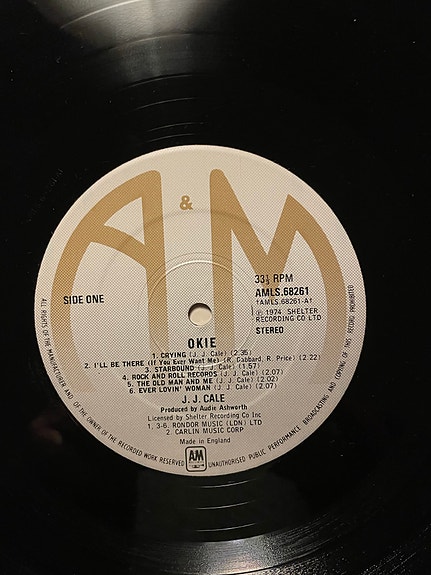 A & M
SIDE ONE
33⅓ RPM
AMLS.68261
†AMLS.68261-A†
℗ 1974 SHELTER
RECORDING CO LTD
STEREO
OKIE
1. CRYING (J. J. Cale) (2.35)
2. I'LL BE THERE (If You Ever Want Me) (R. Gabbard, R. Price) (2.22)
3. STARBOUND (J. J. Cale) (1.57)
4. ROCK AND ROLL RECORDS (J. J. Cale) (2.07)
5. THE OLD MAN AND ME (J. J. Cale) (2.02)
6. EVER LOVIN' WOMAN (J. J. Cale) (2.07)
J. J. CALE
Produced by Audie Ashworth
Licensed by Shelter Recording Co Inc
1. 3-6. RONDOR MUSIC (LDN) LTD
2. CARLIN MUSIC CORP
Made in England
AM
RECORDS
ALL RIGHTS OF THE MANUFACTURER AND OF THE OWNER OF THE RECORDED WORK RESERVED UNAUTHORISED PUBLIC PERFORMANCE BROADCASTING AND COPYING OF THIS RECORD PROHIBITED